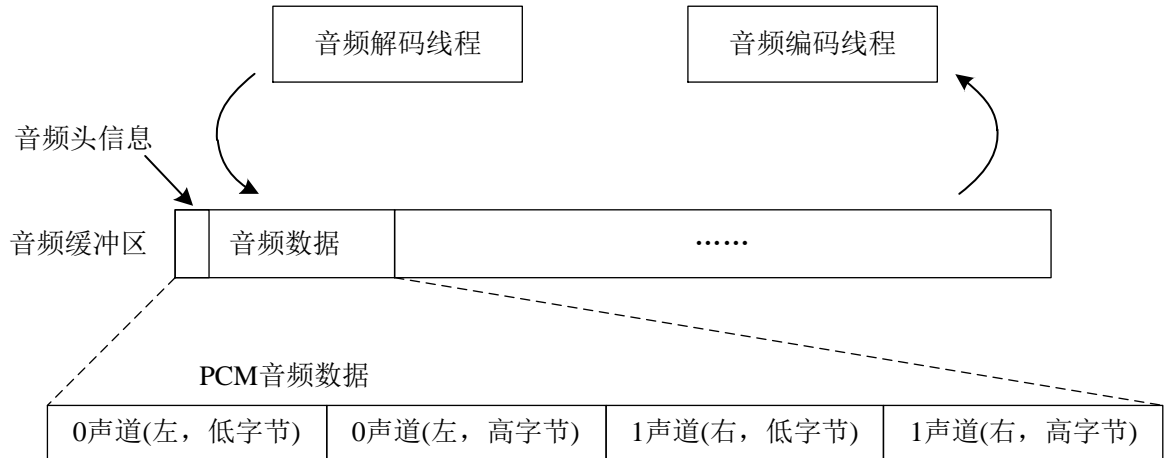 音频解码线程
音频编码线程
音频头信息
音频缓冲区
音频数据
……
PCM音频数据
0声道(左，低字节)
0声道(左，高字节)
1声道(右，低字节)
1声道(右，高字节)